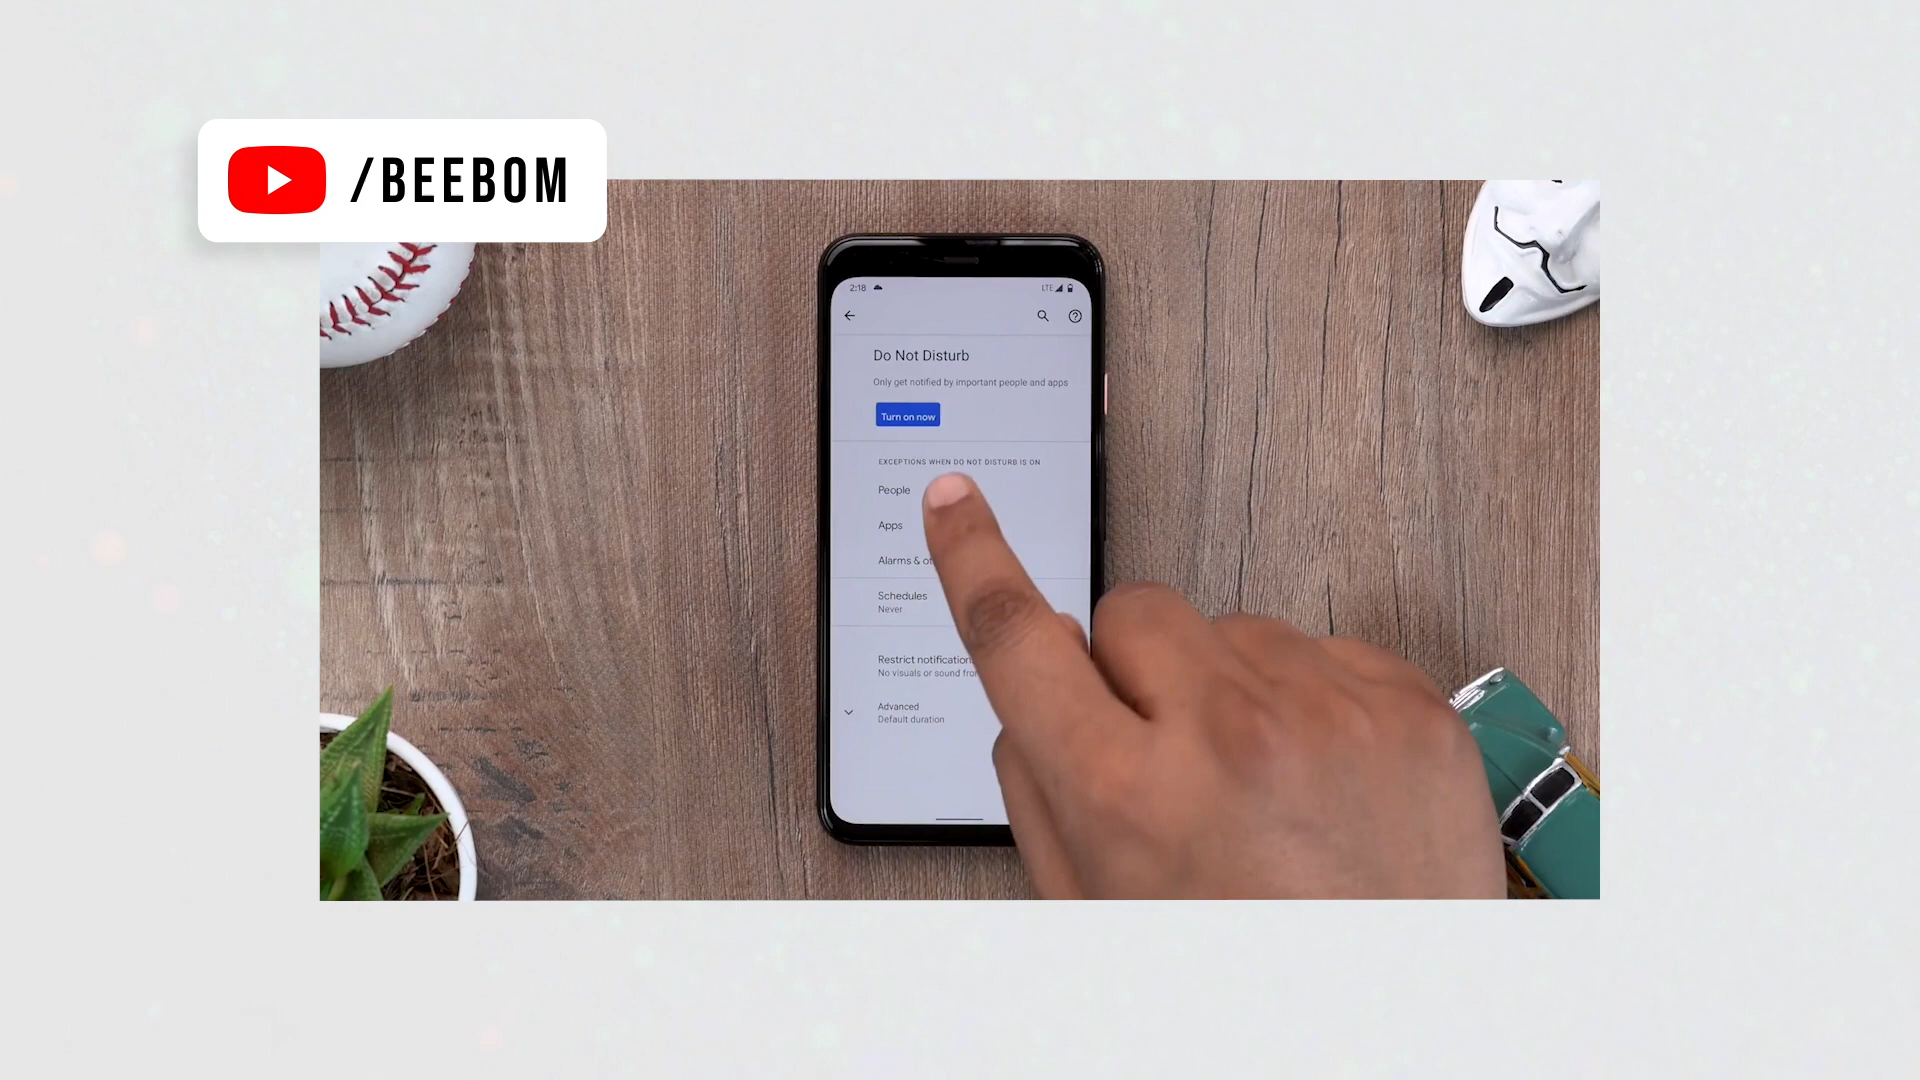 /BEEBOM
2:18
LTE
Do Not Disturb
Only get notified by important people and apps
Turn on now
EXCEPTIONS WHEN DO NOT DISTURB IS ON
People
Apps
Alarms &
Schedules
Never
Restrict notification
No visuals or sound
Advanced
Default duration